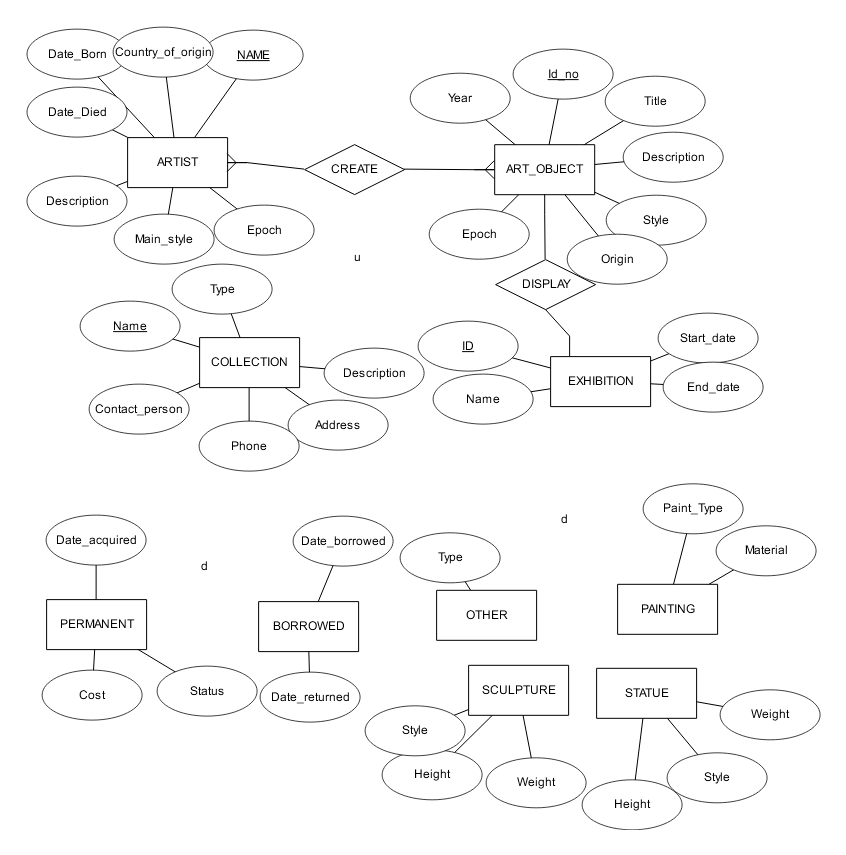 Date_Born
Country_of_origin
NAME
Date_Died
ARTIST
Description
Main_style
Epoch
CREATE
Id_no
Year
Title
ART_OBJECT
Description
Style
Epoch
Origin
u
DISPLAY
Type
Name
COLLECTION
Description
Contact_person
Address
Phone
ID
Start_date
EXHIBITION
End_date
Name
d
Date_acquired
d
Date_borrowed
PERMANENT
BORROWED
Cost
Status
Date_returned
Type
OTHER
Paint_Type
Material
PAINTING
SCULPTURE
STATUE
Style
Height
Weight
Weight
Style
Height